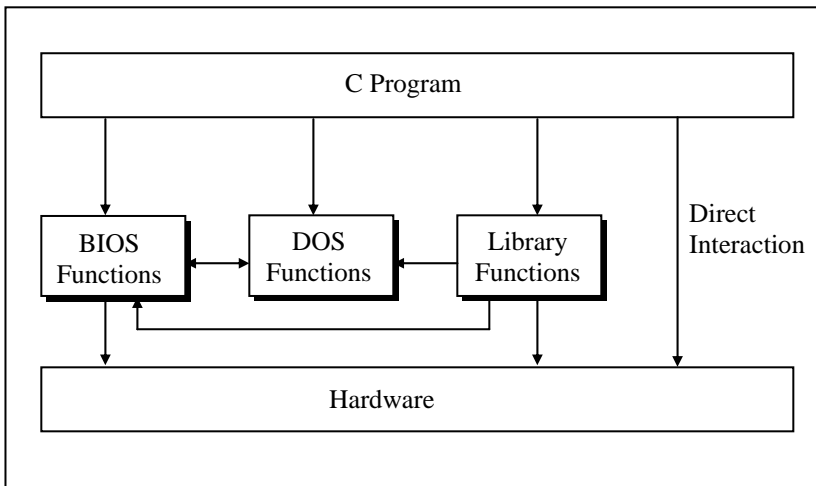 C Program
BIOS
Functions
DOS
Functions
Library
Functions
Direct
Interaction
Hardware